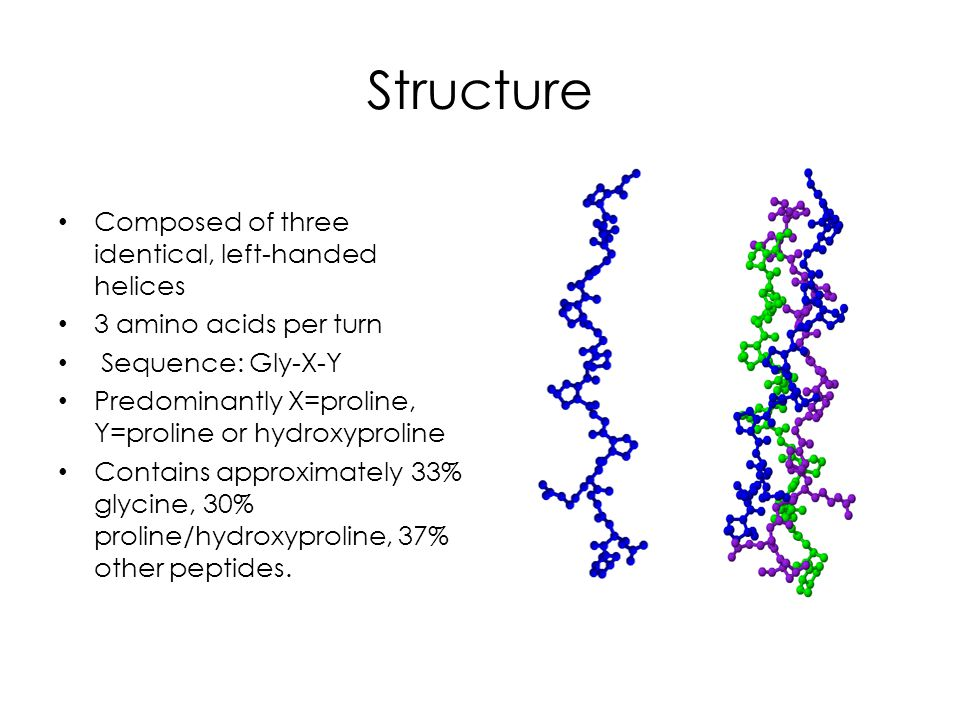 Structure
• Composed of three
identical, left-handed
helices
• 3 amino acids per turn
• Sequence: Gly-X-Y
• Predominantly X=proline,
Y=proline or hydroxyproline
• Contains approximately 33%
glycine, 30%
proline/hydroxyproline, 37%
other peptides.